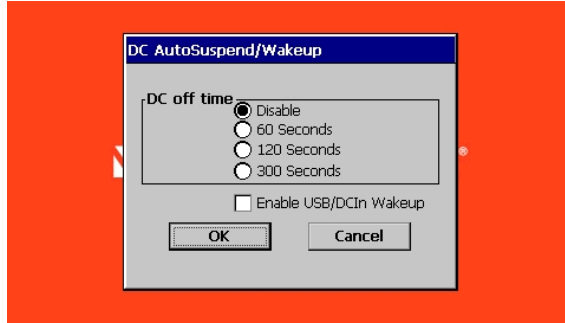 DC AutoSuspend/Wakeup
DC off time
Disable
60 Seconds
120 Seconds
300 Seconds
®
Enable USB/DCIn Wakeup
OK
Cancel